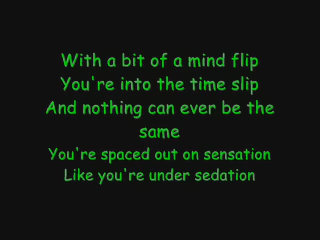 With a bit of a mind flip
You're into the time slip
And nothing can ever be the
same
You're spaced out on sensation
Like you're under sedation